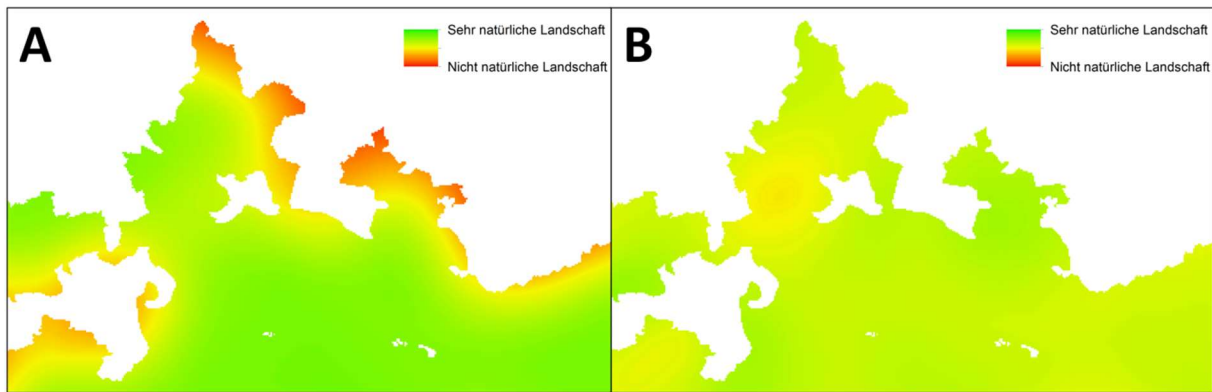 A
Sehr natürliche Landschaft
Nicht natürliche Landschaft
B
Sehr natürliche Landschaft
Nicht natürliche Landschaft